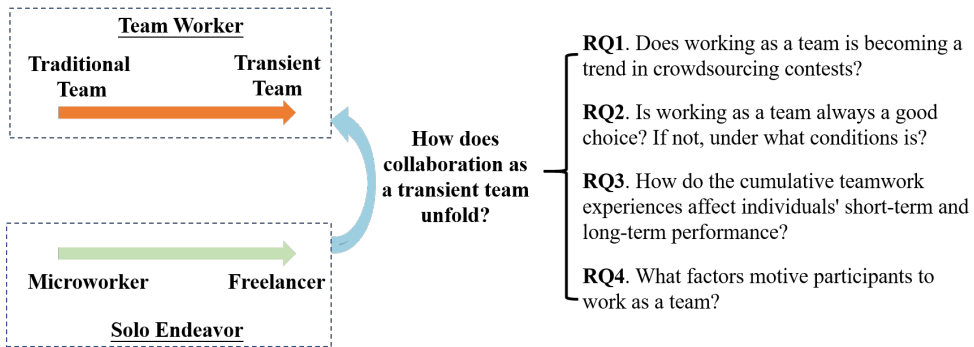 Team Worker
Traditional
Team
Transient
Team
Microworker
Freelancer
Solo Endeavor
How does
collaboration as
a transient team
unfold?
RQ1. Does working as a team is becoming a
trend in crowdsourcing contests?
RQ2. Is working as a team always a good
choice? If not, under what conditions is?
RQ3. How do the cumulative teamwork
experiences affect individuals' short-term and
long-term performance?
RQ4. What factors motive participants to
work as a team?